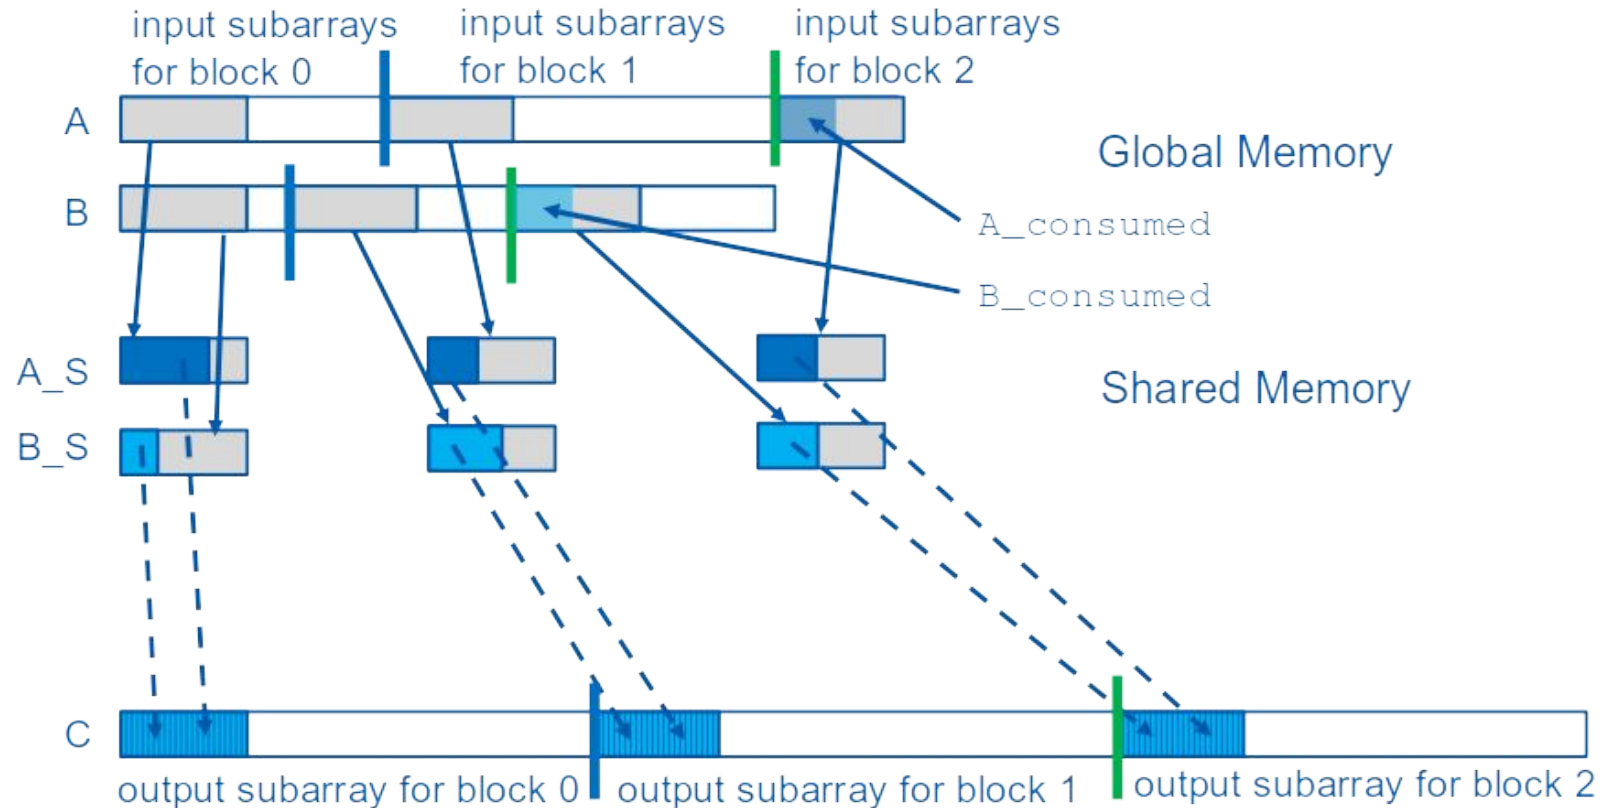 input subarrays
for block 0
input subarrays
for block 1
input subarrays
for block 2
A
Global Memory
B
A_consumed
B_consumed
A_S
Shared Memory
B_S
C
output subarray for block 0
output subarray for block 1
output subarray for block 2